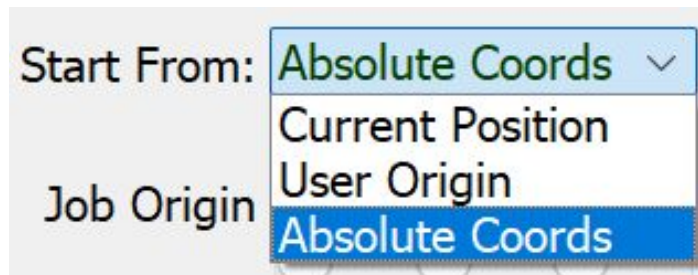 Start From: Absolute Coords
Current Position
User Origin
Job Origin
Absolute Coords